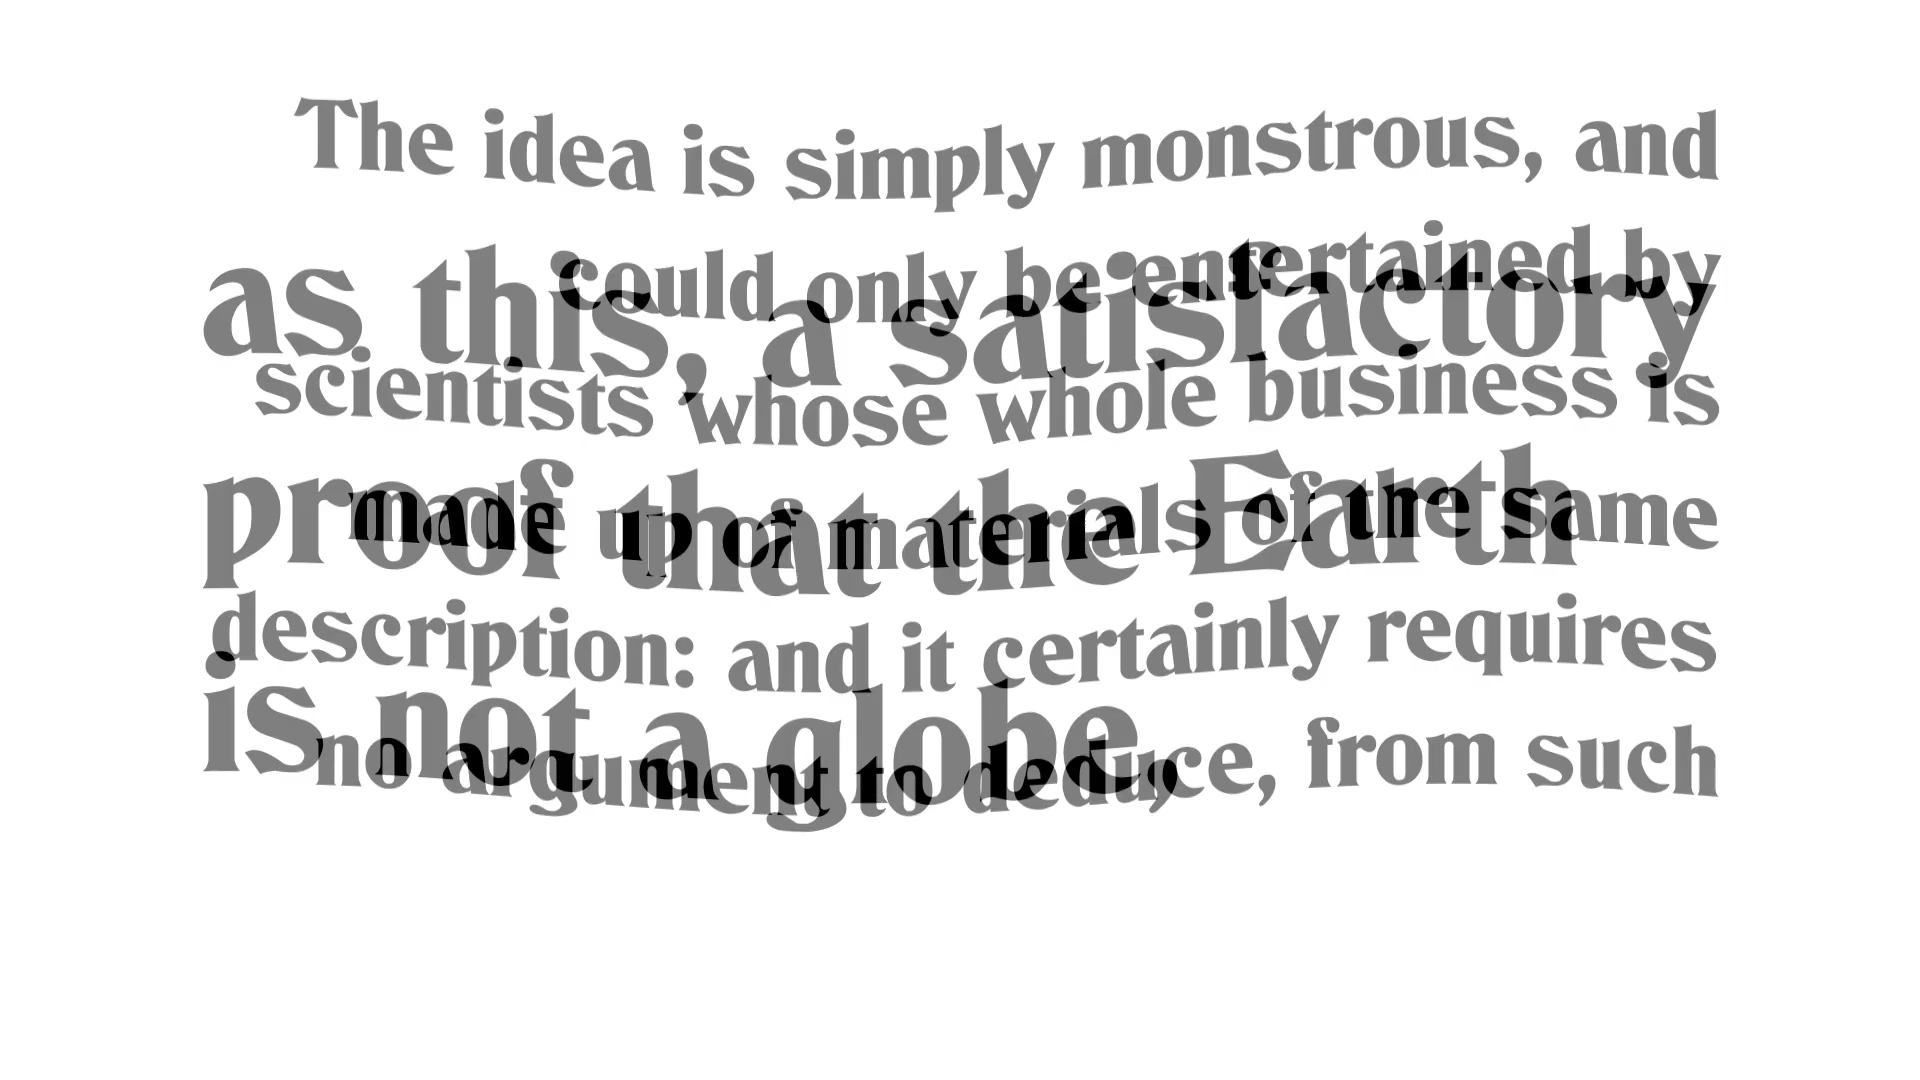 The idea is simply monstrous, and
could only be entertained by
scientists whose whole business is
made up of materials of the same
description: and it certainly requires
no argument to deduce, from such
as this, a satisfactory
proof that the Earth
is not a globe,